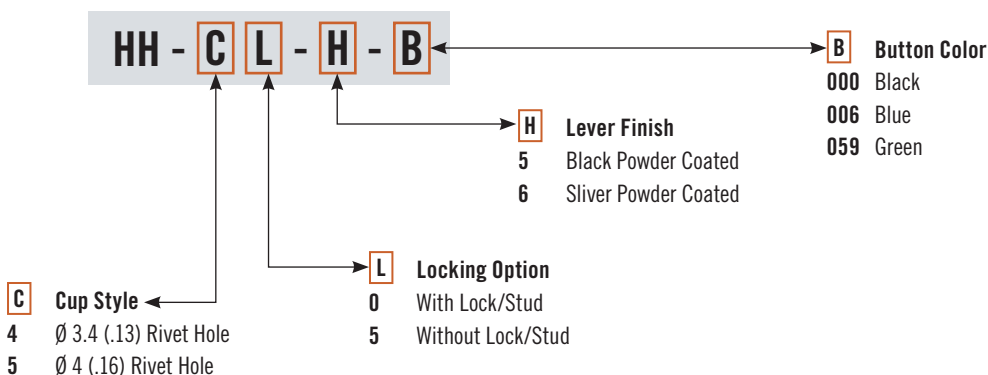 HH - C L - H - B
B Button Color
000 Black
006 Blue
059 Green
H Lever Finish
5 Black Powder Coated
6 Sliver Powder Coated
L Locking Option
0 With Lock/Stud
5 Without Lock/Stud
C Cup Style
4 Ø 3.4 (.13) Rivet Hole
5 Ø 4 (.16) Rivet Hole